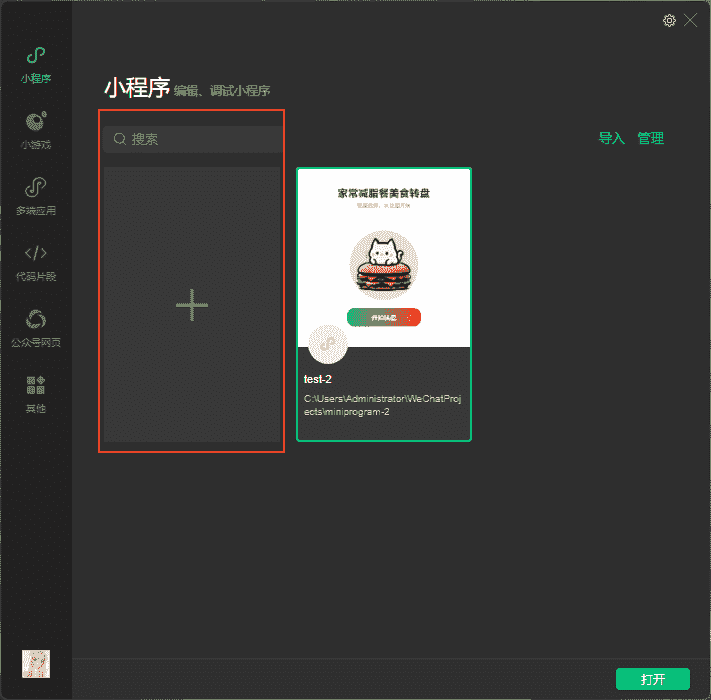 小程序
小游戏
多端应用
代码片段
公众号网页
其他
小程序 编辑、调试小程序
搜索
导入 管理
家常减脂餐美食转盘
test-2
C:\Users\Administrator\WeChatProj
ects\miniprogram-2
打开